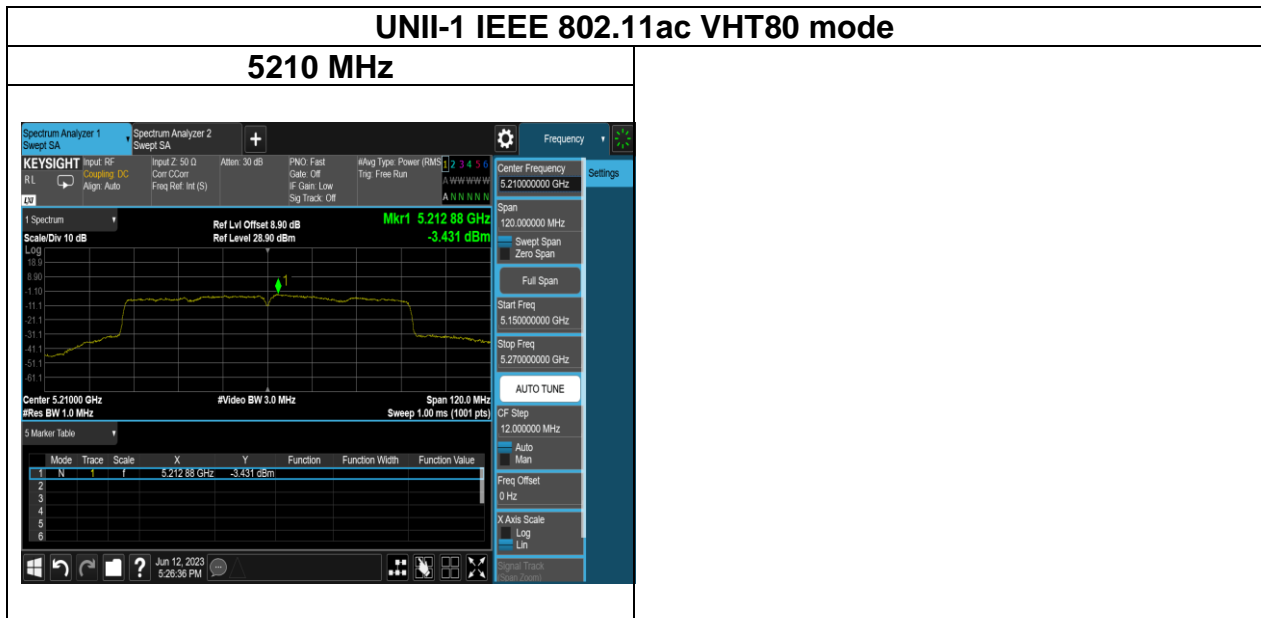 UNII-1 IEEE 802.11ac VHT80 mode
5210 MHz
Spectrum Analyzer 1
Swept SA
Spectrum Analyzer 2
Swept SA
+
Frequency
KEYSIGHT
RL
LXI
Input: RF
Coupling: DC
Align: Auto
Input Z: 50 Ω
Corr CCorr
Freq Ref: Int (S)
Atten: 30 dB
PNO: Fast
Gate: Off
IF Gain: Low
Sig Track: Off
#Avg Type: Power (RMS
Trig: Free Run
1 2 3 4 5 6
A W W W W W
A N N N N N
1 Spectrum
Scale/Div 10 dB
Ref Lvl Offset 8.90 dB
Ref Level 28.90 dBm
Mkr1 5.212 88 GHz
-3.431 dBm
Log
18.9
8.90
-1.10
-11.1
-21.1
-31.1
-41.1
-51.1
-61.1
1
Center 5.21000 GHz
#Res BW 1.0 MHz
#Video BW 3.0 MHz
Span 120.0 MHz
Sweep 1.00 ms (1001 pts)
5 Marker Table
Mode Trace Scale X Y Function Function Width Function Value
1 N 1 f 5.212 88 GHz -3.431 dBm
2
3
4
5
6
Center Frequency
5.210000000 GHz
Settings
Span
120.000000 MHz
Swept Span
Zero Span
Full Span
Start Freq
5.150000000 GHz
Stop Freq
5.270000000 GHz
AUTO TUNE
CF Step
12.000000 MHz
Auto
Man
Freq Offset
0 Hz
X Axis Scale
Log
Lin
Signal Track
(Span Zoom)
?
Jun 12, 2023
5:26:36 PM